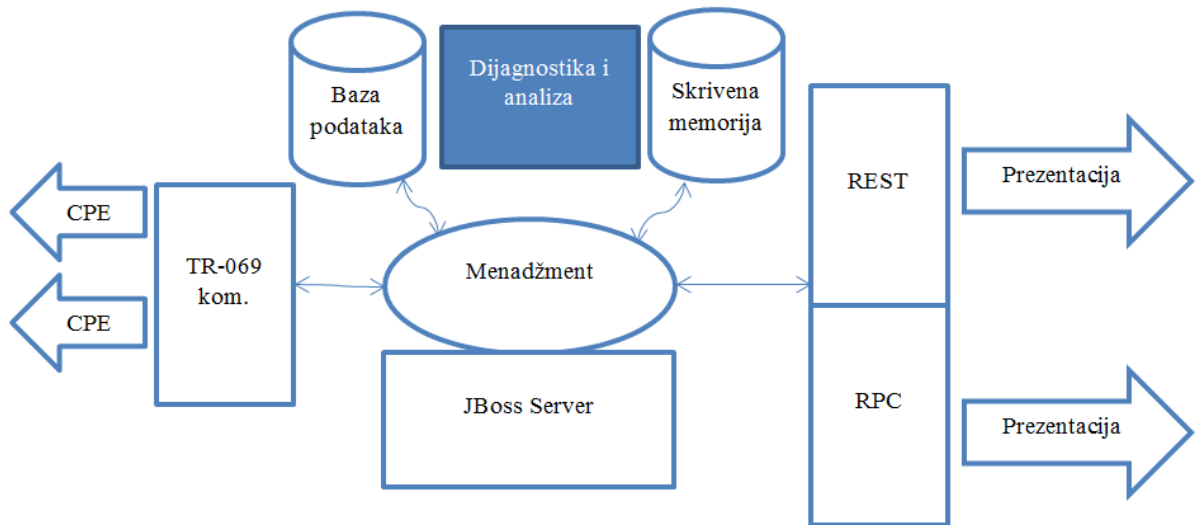 Baza
podataka
Dijagnostika i
analiza
Skrivena
memorija
CPE
CPE
TR-069
kom.
Menadžment
JBoss Server
REST
RPC
Prezentacija
Prezentacija